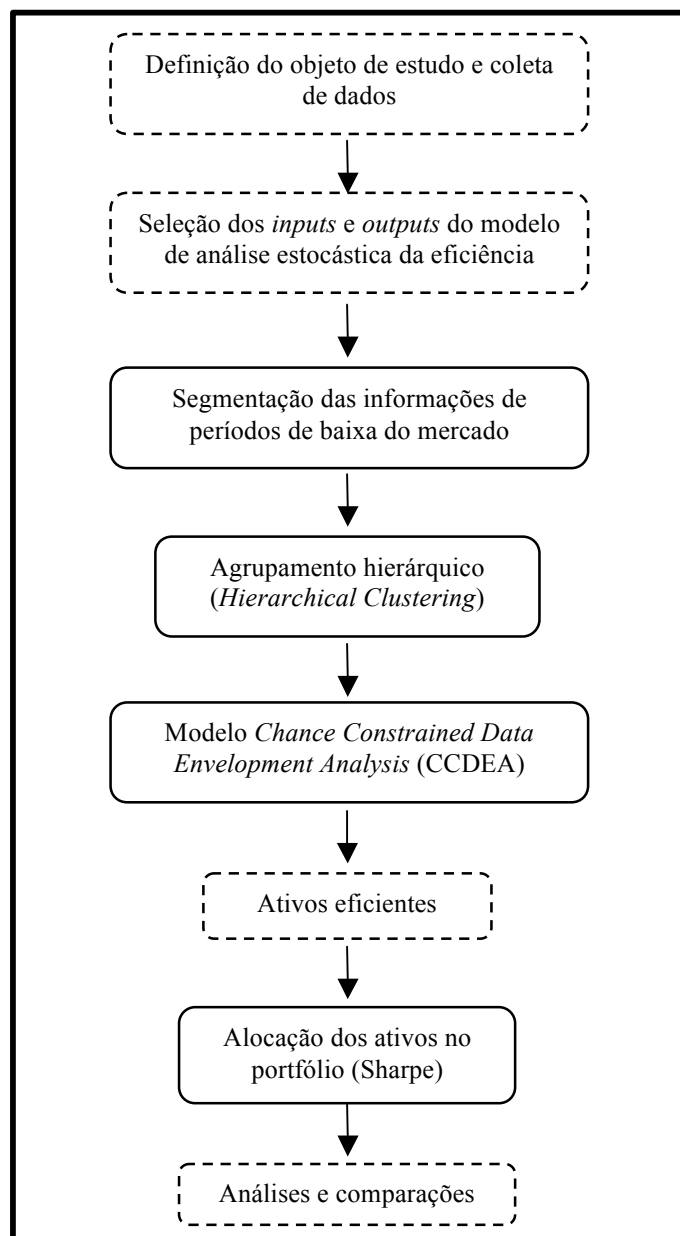 Definição do objeto de estudo e coleta
de dados
Seleção dos inputs e outputs do modelo
de análise estocástica da eficiência
Segmentação das informações de
períodos de baixa do mercado
Agrupamento hierárquico
(Hierarchical Clustering)
Modelo Chance Constrained Data
Envelopment Analysis (CCDEA)
Ativos eficientes
Alocação dos ativos no
portfólio (Sharpe)
Análises e comparações